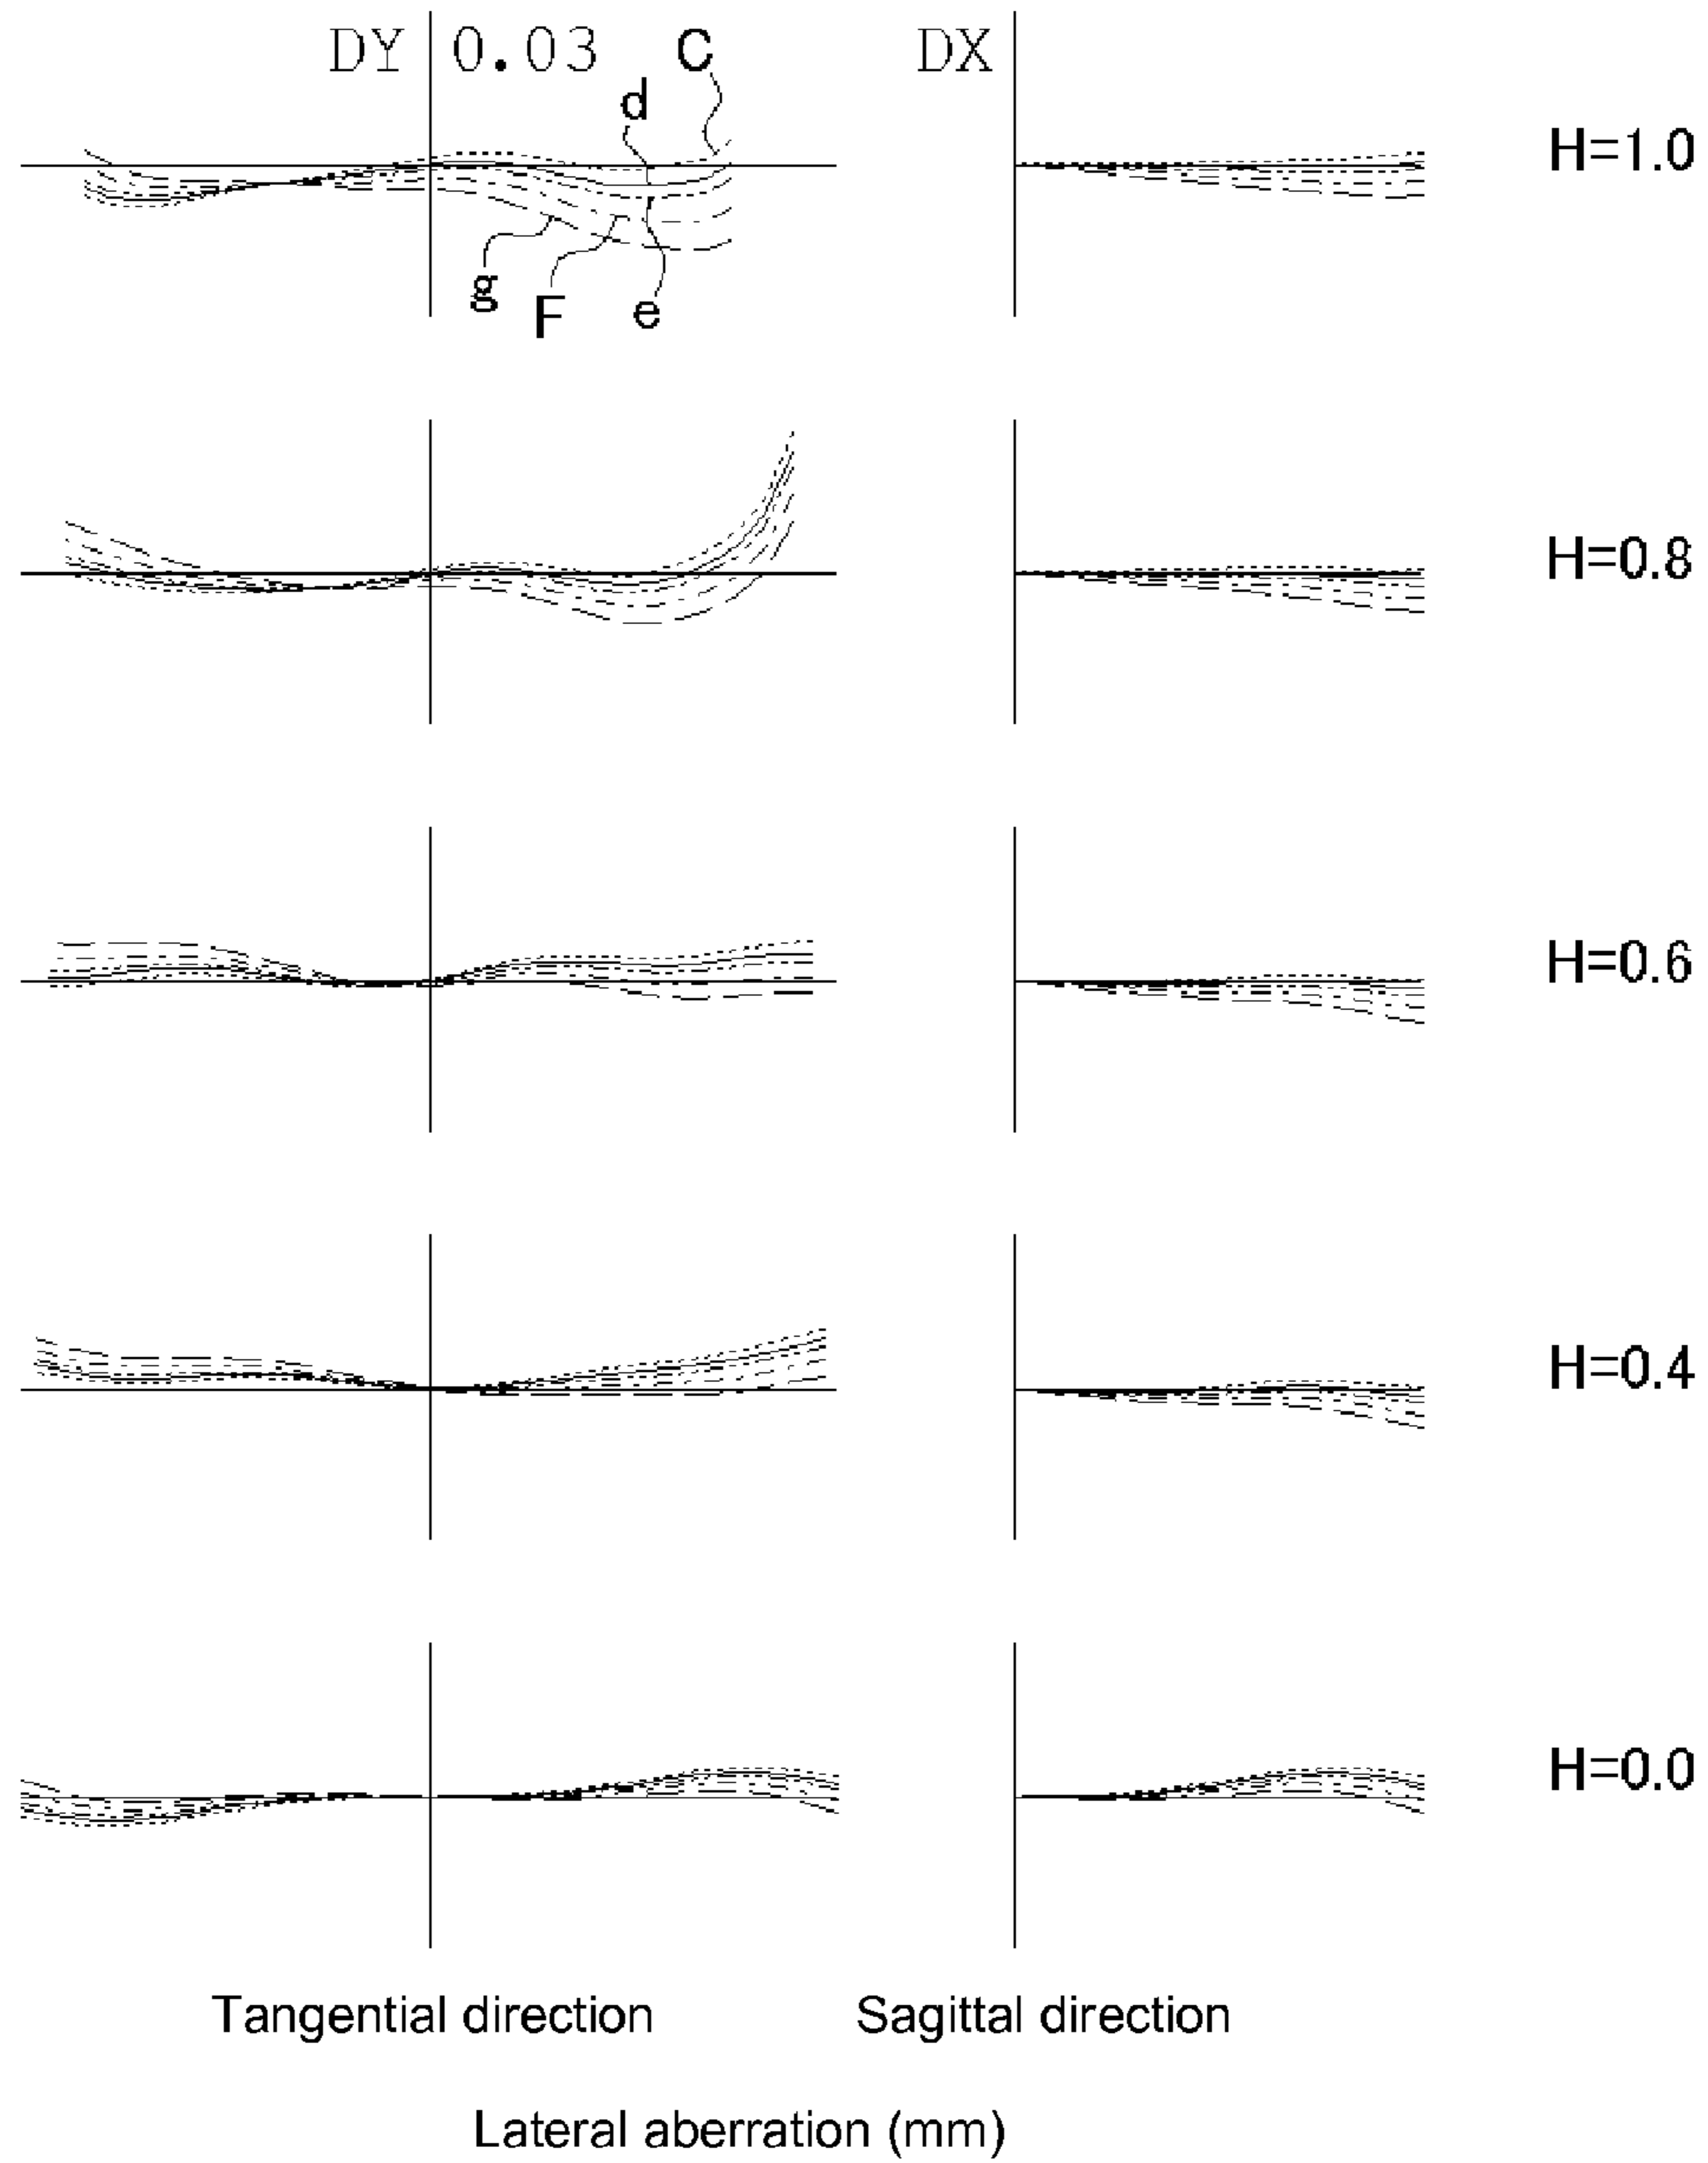 DY 0.03 C DX
d
H=1.0
g F e
H=0.8
H=0.6
H=0.4
H=0.0
Tangential direction Sagittal direction
Lateral aberration (mm)